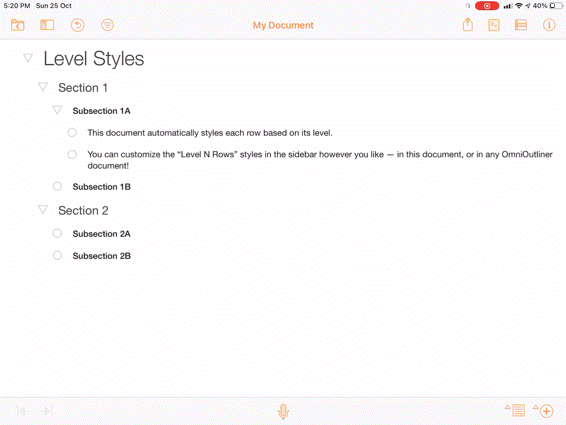 5:20 PM Sun 25 Oct
40%
My Document
Level Styles
Section 1
Subsection 1A
This document automatically styles each row based on its level.
You can customize the “Level N Rows” styles in the sidebar however you like — in this document, or in any OmniOutliner
document!
Subsection 1B
Section 2
Subsection 2A
Subsection 2B